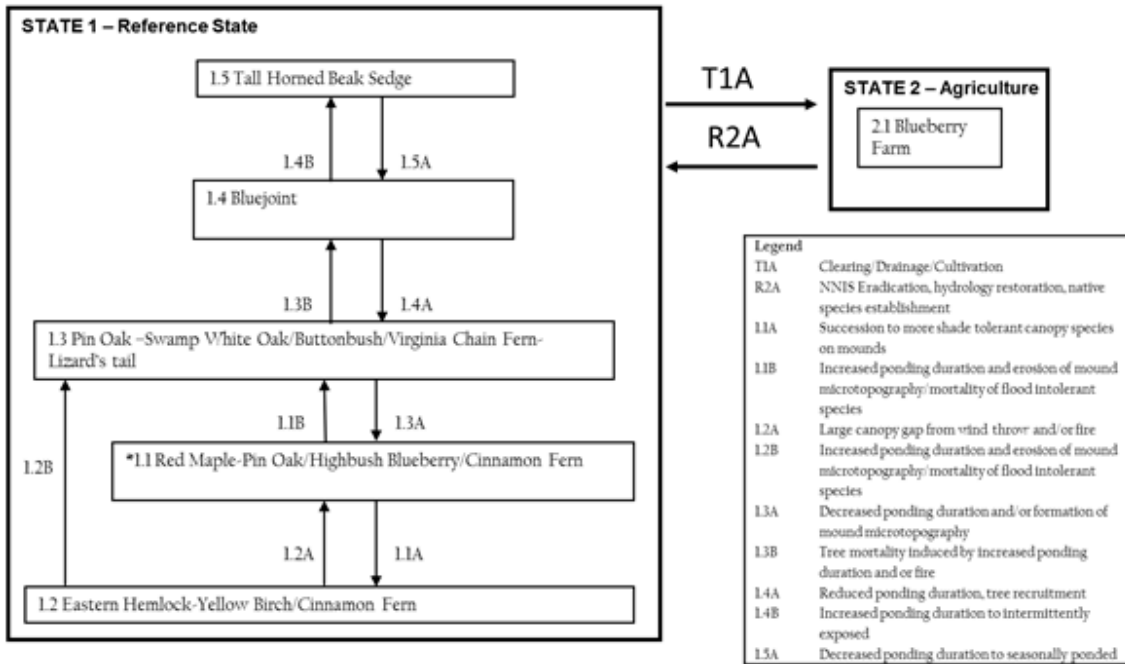 STATE 1 – Reference State
1.5 Tall Horned Beak Sedge
1.4B
1.5A
1.4 Bluejoint
1.3B
1.4A
1.3 Pin Oak –Swamp White Oak/Buttonbush/Virginia Chain Fern-
Lizard's tail
1.1B
1.3A
1.2B
*1.1 Red Maple-Pin Oak/Highbush Blueberry/Cinnamon Fern
1.2A
1.1A
1.2 Eastern Hemlock-Yellow Birch/Cinnamon Fern
T1A
R2A
STATE 2 – Agriculture
2.1 Blueberry
Farm
Legend
T1A Clearing/Drainage/Cultivation
R2A NNIS Eradication, hydrology restoration, native
species establishment
1.1A Succession to more shade tolerant canopy species
on mounds
1.1B Increased ponding duration and erosion of mound
microtopography/mortality of flood intolerant
species
1.2A Large canopy gap from wind throw and/or fire
1.2B Increased ponding duration and erosion of mound
microtopography/mortality of flood intolerant
species
1.3A Decreased ponding duration and/or formation of
mound microtopography
1.3B Tree mortality induced by increased ponding
duration and or fire
1.4A Reduced ponding duration, tree recruitment
1.4B Increased ponding duration to intermittently
exposed
1.5A Decreased ponding duration to seasonally ponded